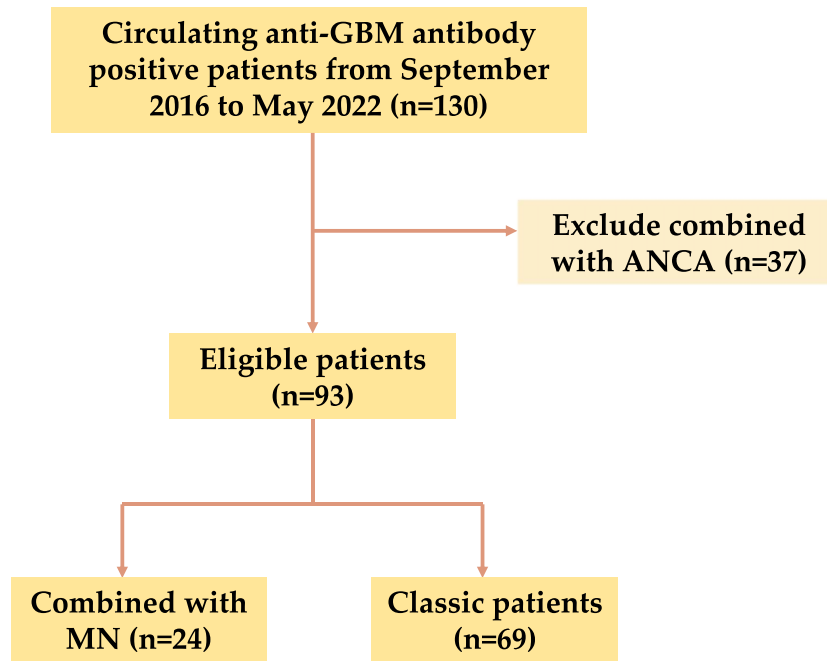 Circulating anti-GBM antibody
positive patients from September
2016 to May 2022 (n=130)
Exclude combined
with ANCA (n=37)
Eligible patients
(n=93)
Combined with
MN (n=24)
Classic patients
(n=69)